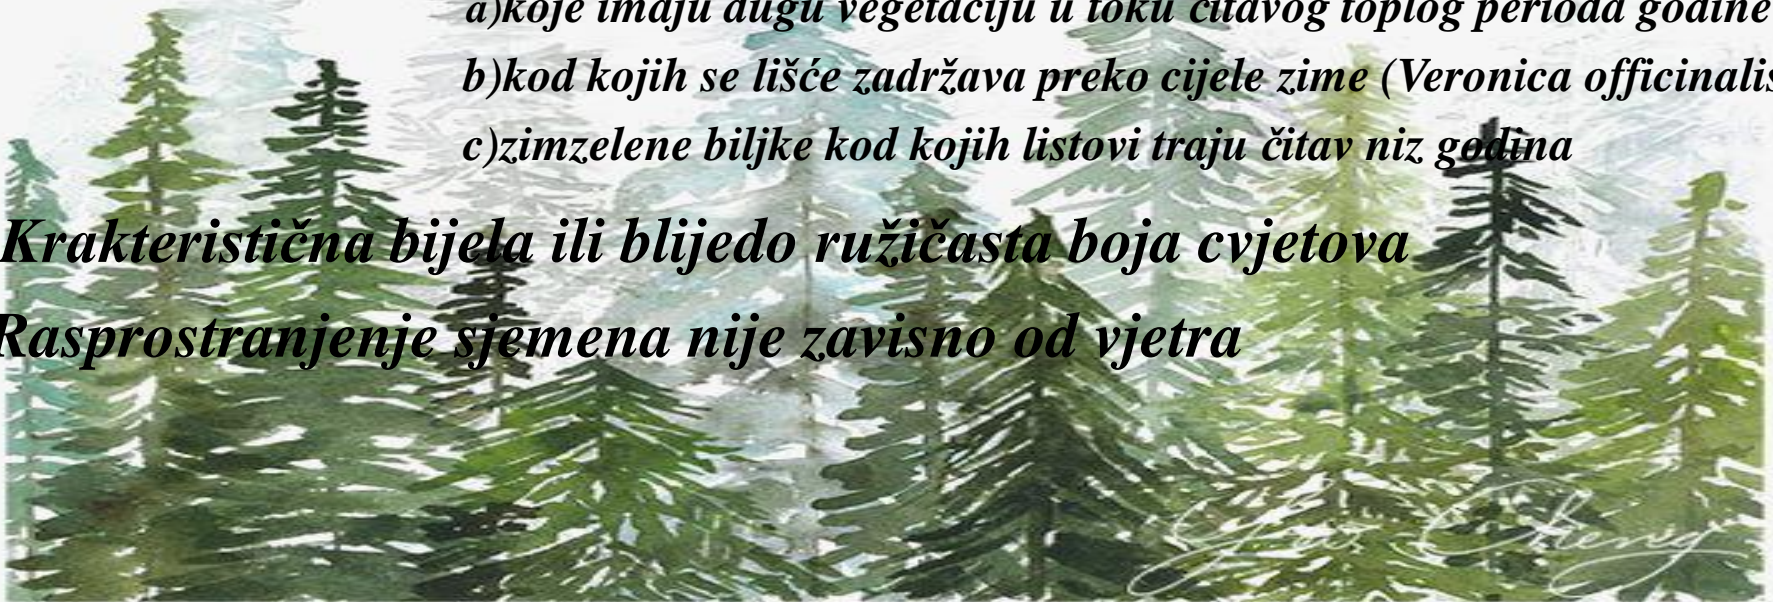 a)koje imaju dugu vegetaciju u toku čitavog toplog perioda godine
b)kod kojih se lišće zadržava preko cijele zime (Veronica officinalis
c)zimzelene biljke kod kojih listovi traju čitav niz godina
Krakteristična bijela ili blijedo ružičasta boja cvjetova
Rasprostranjenje sjemena nije zavisno od vjetra